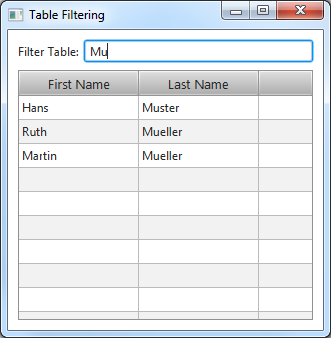 Table Filtering
Filter Table: Mu
First Name Last Name
Hans Muster
Ruth Mueller
Martin Mueller